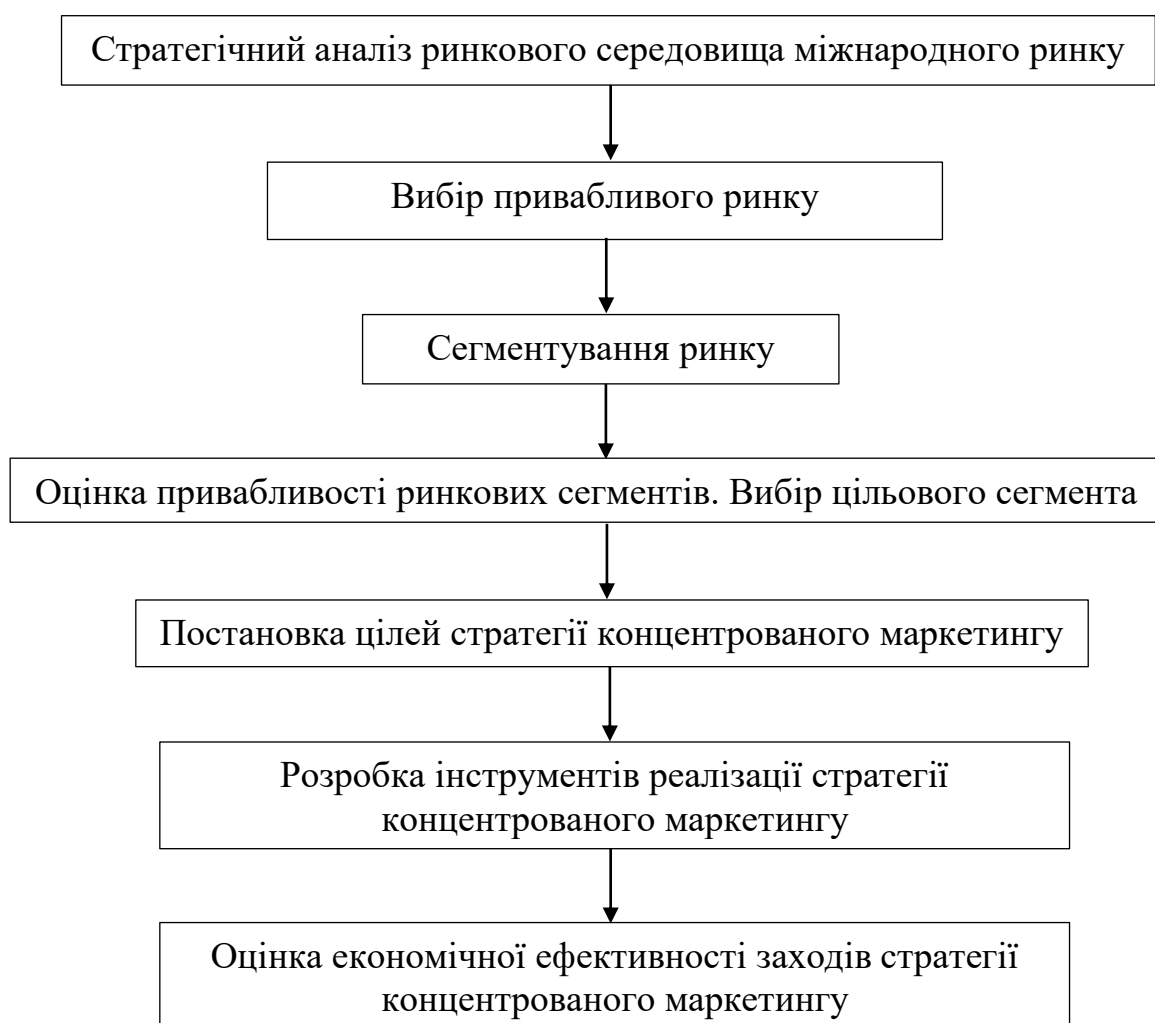 Стратегічний аналіз ринкового середовища міжнародного ринку
Вибір привабливого ринку
Сегментування ринку
Оцінка привабливості ринкових сегментів. Вибір цільового сегмента
Постановка цілей стратегії концентрованого маркетингу
Розробка інструментів реалізації стратегії
концентрованого маркетингу
Оцінка економічної ефективності заходів стратегії
концентрованого маркетингу